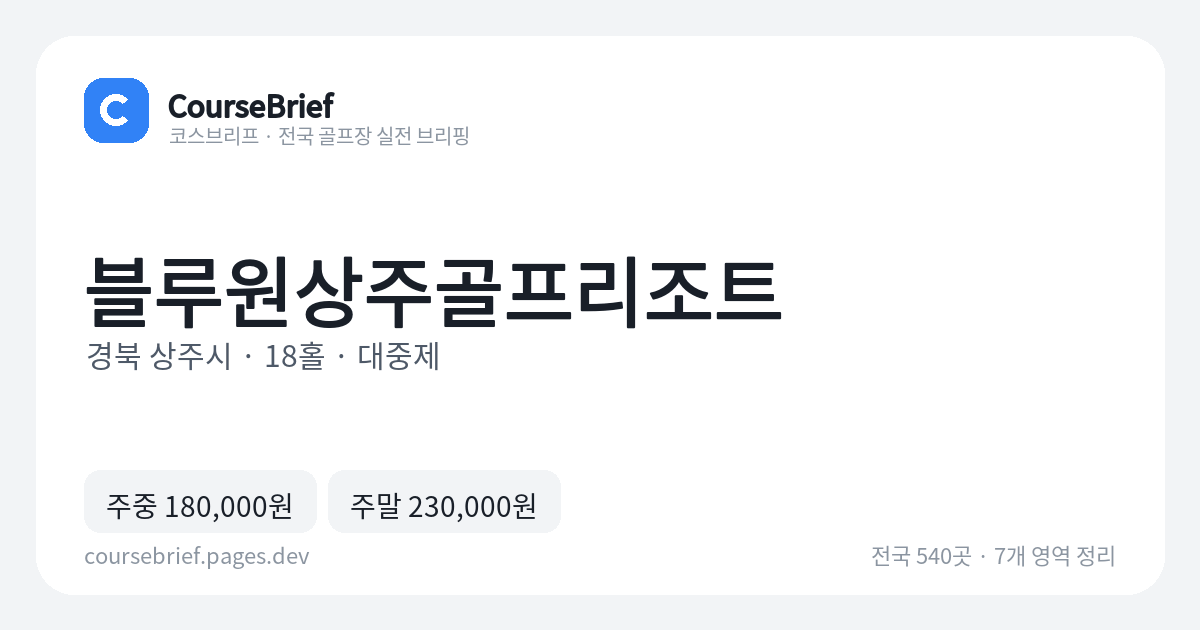 C
CourseBrief
코스브리프 · 전국 골프장 실전 브리핑
블루원상주골프리조트
경북 상주시 · 18홀 · 대중제
주중 180,000원 주말 230,000원
coursebrief.pages.dev 전국 540곳 · 7개 영역 정리